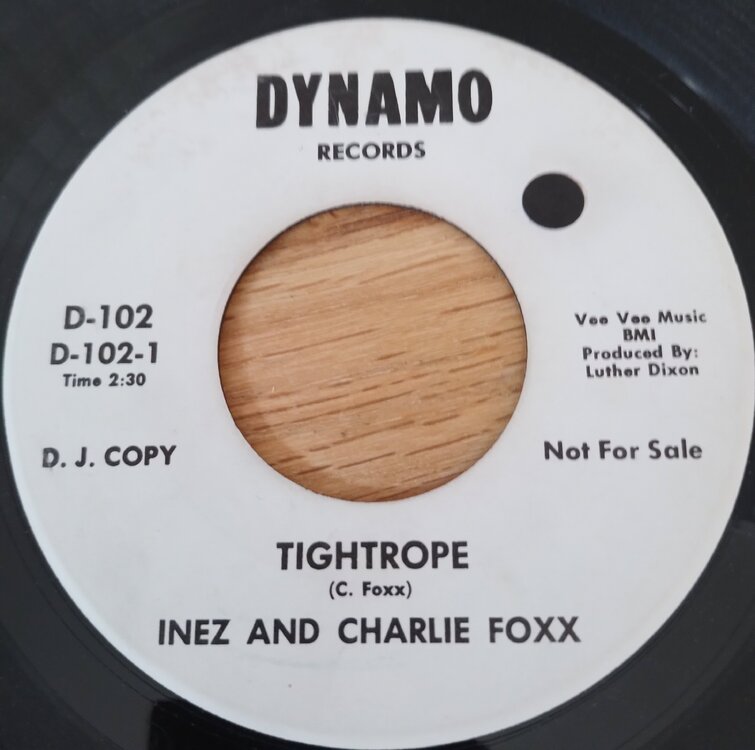 DYNAMO
RECORDS
D-102
D-102-1
Time 2:30
Vee Vee Music
BMI
Produced By:
Luther Dixon
D. J. COPY
Not For Sale
TIGHTROPE
(C. Foxx)
INEZ AND CHARLIE FOXX